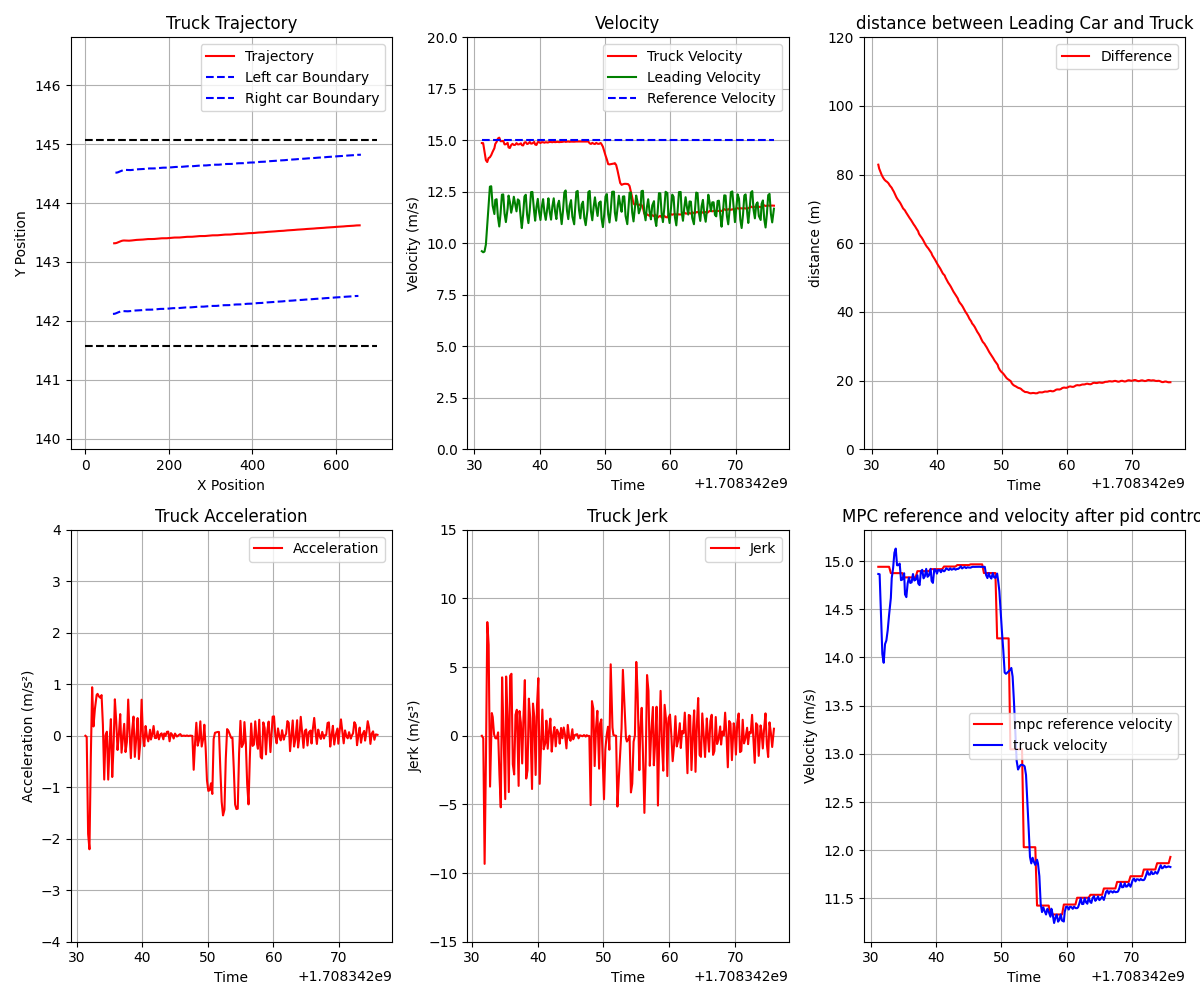 Truck Trajectory
Trajectory
Left car Boundary
Right car Boundary
Y Position
146
145
144
143
142
141
140
0
200
400
600
X Position
Velocity
Truck Velocity
Leading Velocity
Reference Velocity
Velocity (m/s)
20.0
17.5
15.0
12.5
10.0
7.5
5.0
2.5
0.0
30
40
50
60
70
Time
+1.708342e9
distance between Leading Car and Truck
Difference
distance (m)
120
100
80
60
40
20
0
30
40
50
60
70
Time
+1.708342e9
Truck Acceleration
Acceleration
Acceleration (m/s²)
4
3
2
1
0
−1
−2
−3
−4
30
40
50
60
70
Time
+1.708342e9
Truck Jerk
Jerk
Jerk (m/s³)
15
10
5
0
−5
−10
−15
30
40
50
60
70
Time
+1.708342e9
MPC reference and velocity after pid contro
mpc reference velocity
truck velocity
Velocity (m/s)
15.0
14.5
14.0
13.5
13.0
12.5
12.0
11.5
30
40
50
60
70
Time
+1.708342e9